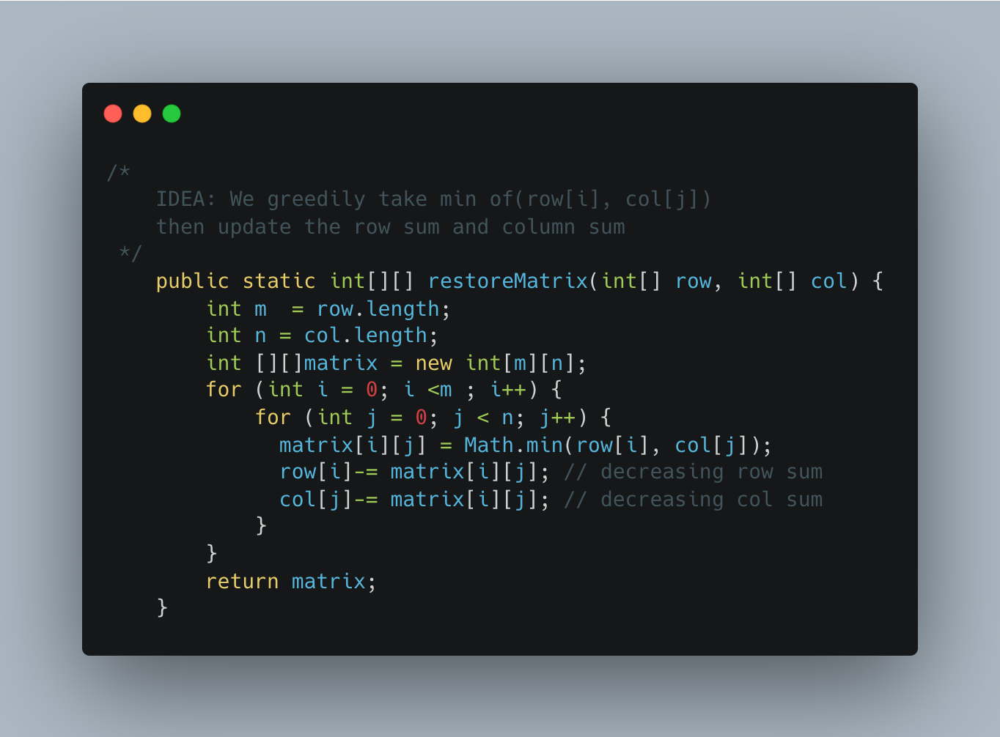 /*
    IDEA: We greedily take min of(row[i], col[j])
    then update the row sum and column sum
 */
    public static int[][] restoreMatrix(int[] row, int[] col) {
        int m  = row.length;
        int n = col.length;
        int [][]matrix = new int[m][n];
        for (int i = 0; i <m ; i++) {
            for (int j = 0; j < n; j++) {
              matrix[i][j] = Math.min(row[i], col[j]);
              row[i]-= matrix[i][j]; // decreasing row sum
              col[j]-= matrix[i][j]; // decreasing col sum
            }
        }
        return matrix;
    }